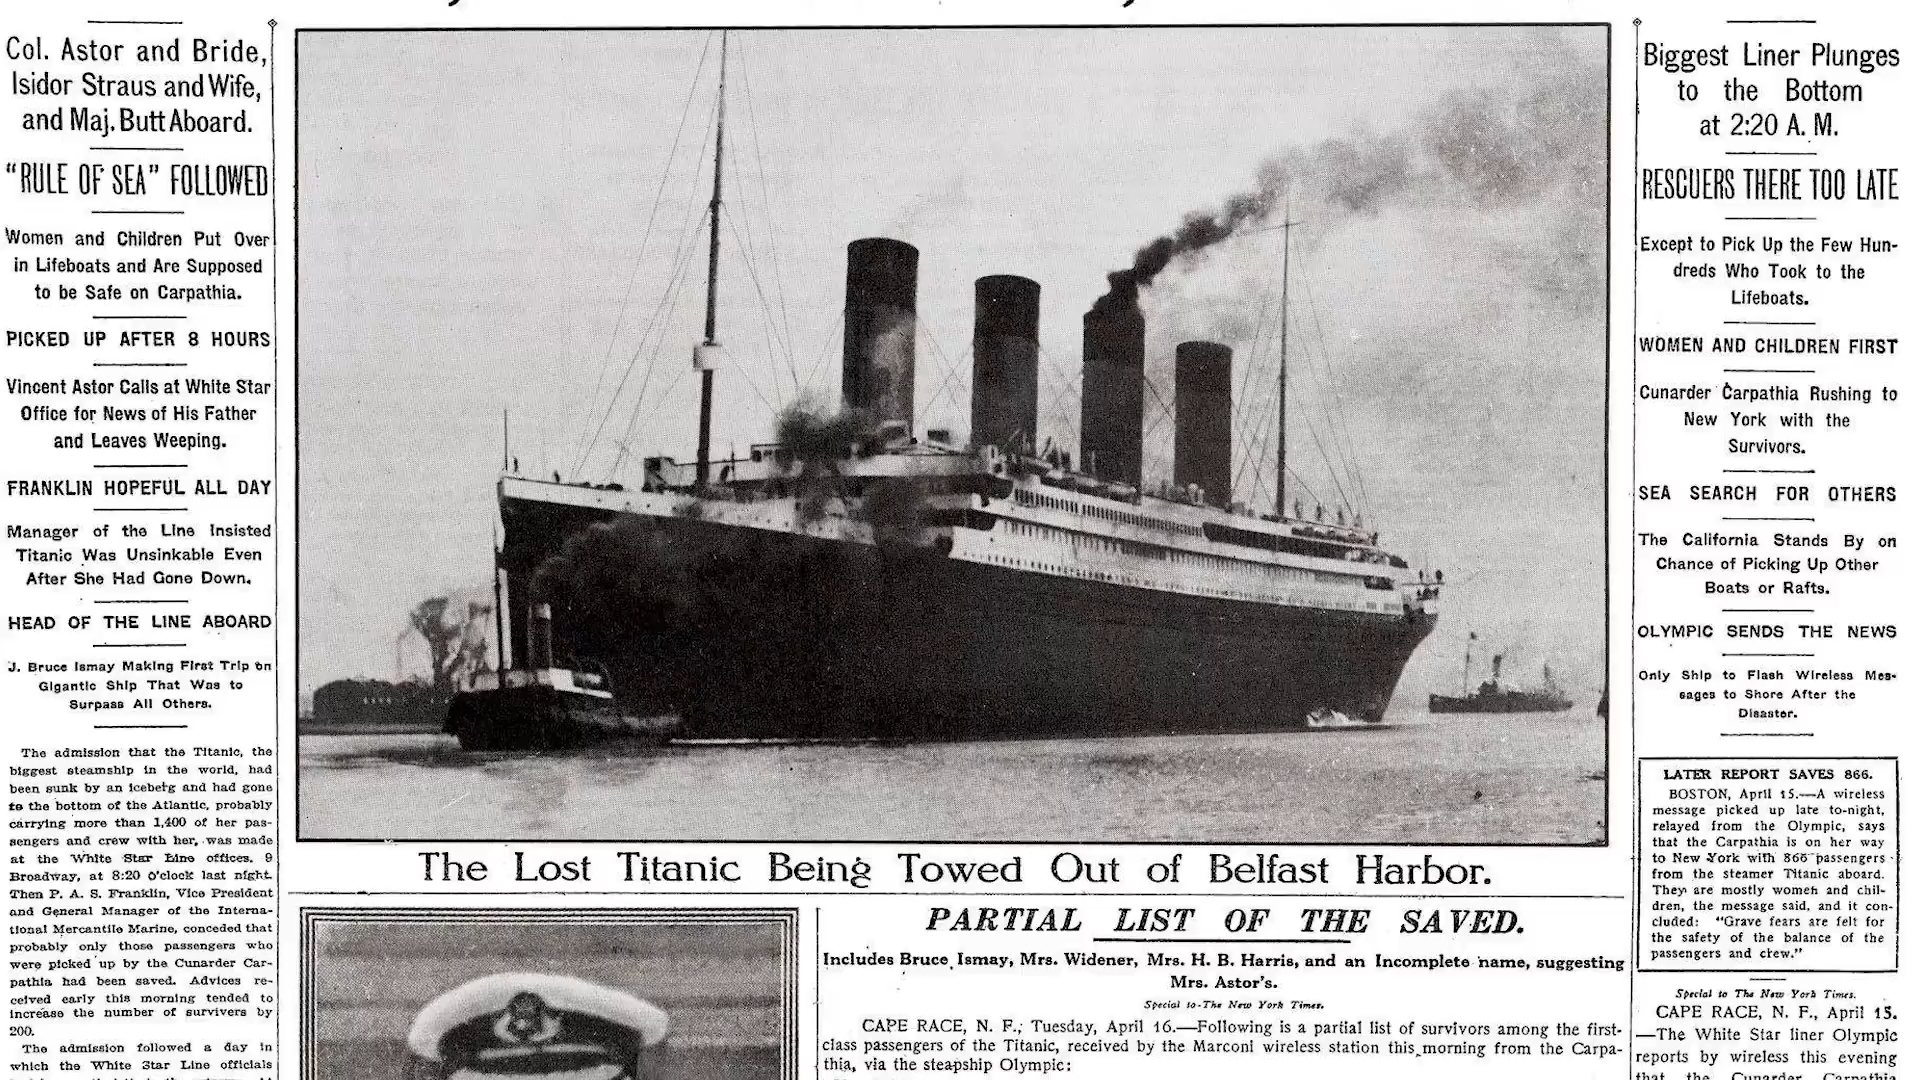 Col. Astor and Bride,
Isidor Straus and Wife,
and Maj. Butt Aboard.
"RULE OF SEA" FOLLOWED
Women and Children Put Over
in Lifeboats and Are Supposed
to be Safe on Carpathia.
PICKED UP AFTER 8 HOURS
Vincent Astor Calls at White Star
Office for News of His Father
and Leaves Weeping.
FRANKLIN HOPEFUL ALL DAY
Manager of the Line Insisted
Titanic Was Unsinkable Even
After She Had Gone Down.
HEAD OF THE LINE ABOARD
J. Bruce Ismay Making First Trip on
Gigantic Ship That Was to
Surpass All Others.
The admission that the Titanic, the
biggest steamship in the world, had
been sunk by an iceberg and had gone
to the bottom of the Atlantic, probably
carrying more than 1,400 of her pas-
sengers and crew with her, was made
at the White Star Line offices, 9
Broadway, at 8:20 o'clock last night.
Then P. A. S. Franklin, Vice President
and General Manager of the Interna-
tional Mercantile Marine, conceded that
probably only those passengers who
were picked up by the Cunarder Car-
pathia had been saved. Advices re-
ceived early this morning tended to
increase the number of survivers by
200.
The admission followed a day in
which the White Star Line officials
The Lost Titanic Being Towed Out of Belfast Harbor.
PARTIAL LIST OF THE SAVED.
Includes Bruce Ismay, Mrs. Widener, Mrs. H. B. Harris, and an Incomplete name, suggesting
Mrs. Astor's.
Special to The New York Times.
CAPE RACE, N. F., Tuesday, April 16.—Following is a partial list of survivors among the first-
class passengers of the Titanic, received by the Marconi wireless station this morning from the Carpa-
thia, via the steamship Olympic:
Biggest Liner Plunges
to the Bottom
at 2:20 A. M.
RESCUERS THERE TOO LATE
Except to Pick Up the Few Hun-
dreds Who Took to the
Lifeboats.
WOMEN AND CHILDREN FIRST
Cunarder Carpathia Rushing to
New York with the
Survivors.
SEA SEARCH FOR OTHERS
The California Stands By on
Chance of Picking Up Other
Boats or Rafts.
OLYMPIC SENDS THE NEWS
Only Ship to Flash Wireless Mes-
sages to Shore After the
Disaster.
LATER REPORT SAVES 866.
BOSTON, April 15.—A wireless
message picked up late to-night,
relayed from the Olympic, says
that the Carpathia is on her way
to New York with 866 passengers
from the steamer Titanic aboard.
They are mostly women and chil-
dren, the message said, and it con-
cluded: "Grave fears are felt for
the safety of the balance of the
passengers and crew."
Special to The New York Times.
CAPE RACE, N. F., April 15.
—The White Star liner Olympic
reports by wireless this evening
that the Cunarder Carpathia